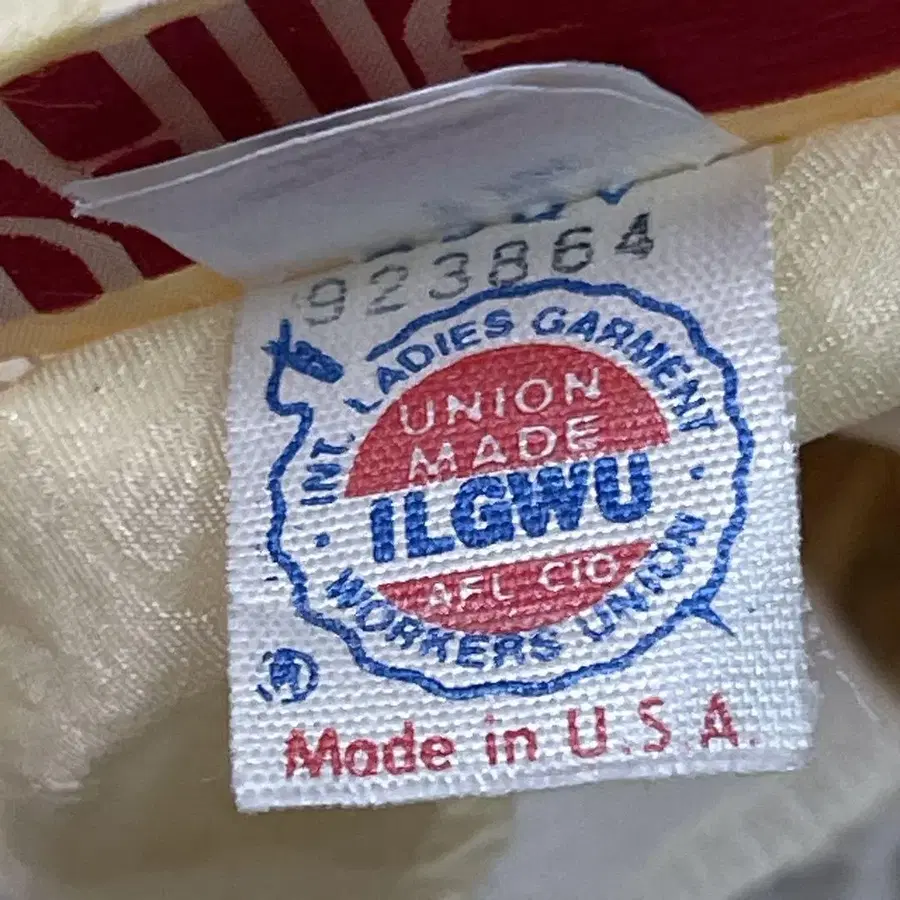 923864
INT. LADIES GARMENT
UNION
MADE
ILGWU
AFL CIO
WORKERS UNION
®
Made in U.S.A.